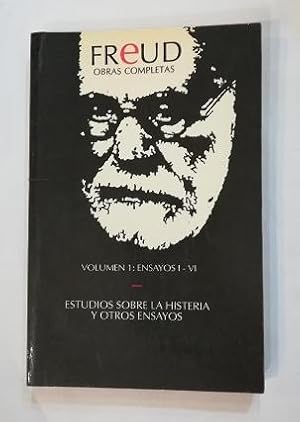 FReUD
OBRAS COMPLETAS
VOLUMEN 1: ENSAYOS I - VI
ESTUDIOS SOBRE LA HISTERIA
Y OTROS ENSAYOS